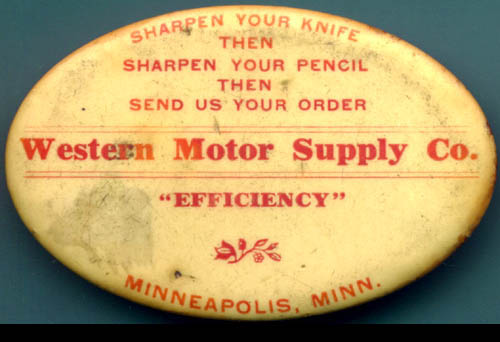 SHARPEN YOUR KNIFE
THEN
SHARPEN YOUR PENCIL
THEN
SEND US YOUR ORDER
Western Motor Supply Co.
"EFFICIENCY"
MINNEAPOLIS, MINN.